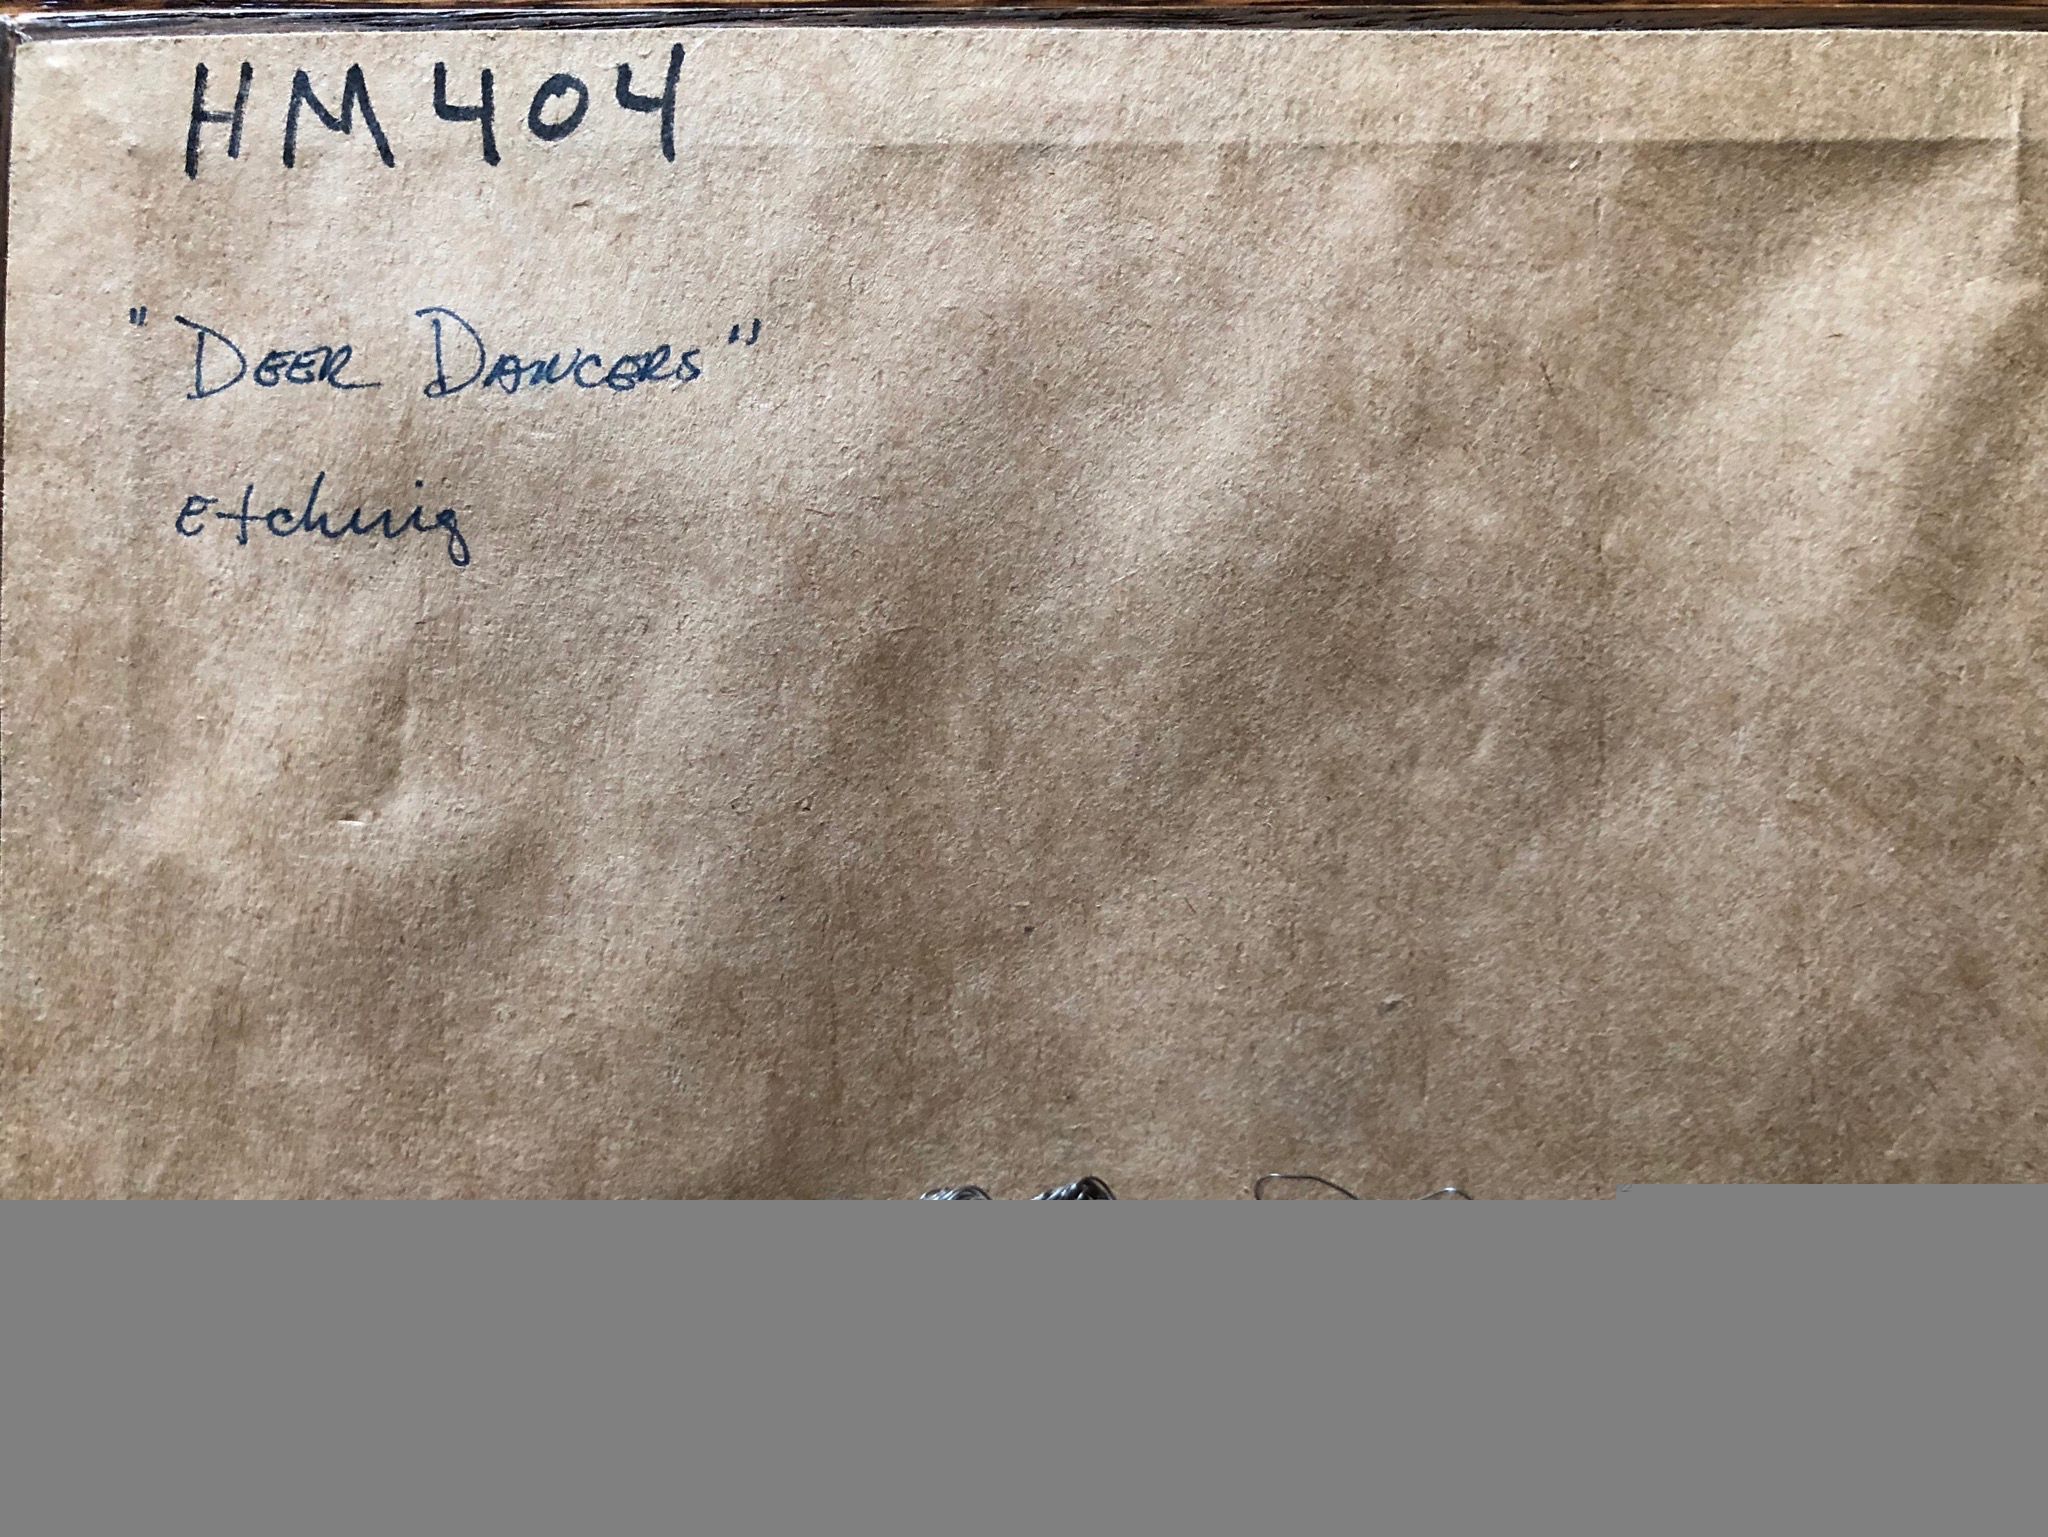 HM404
"DEER DANCERS"
Etching